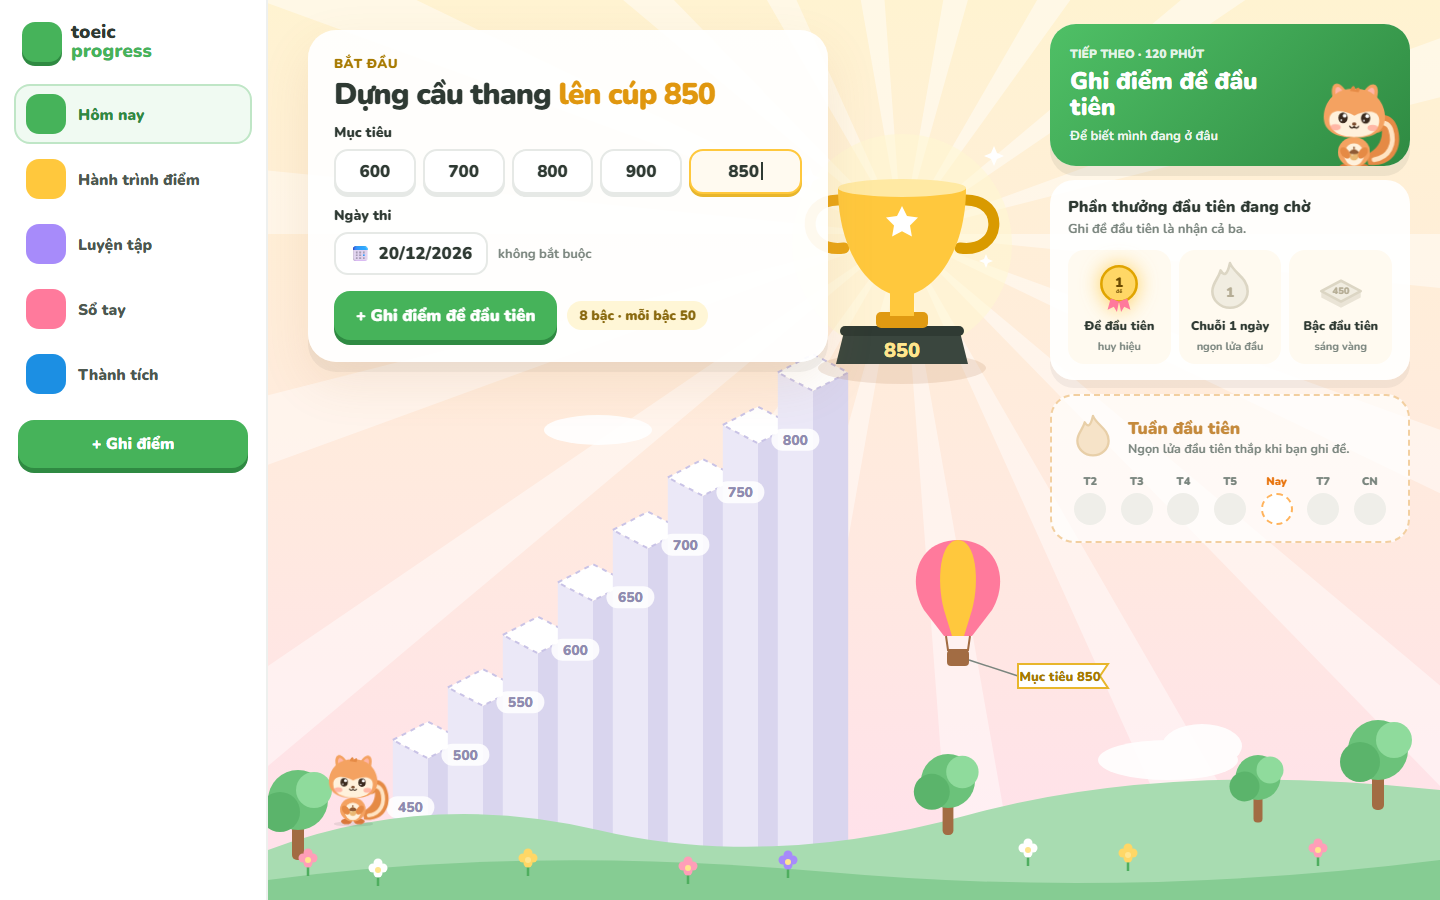 toeic
progress
Hôm nay
Hành trình điểm
Luyện tập
Sổ tay
Thành tích
+ Ghi điểm
BẮT ĐẦU
Dựng cầu thang lên cúp 850
Mục tiêu
600
700
800
900
850
Ngày thi
20/12/2026
không bắt buộc
+ Ghi điểm đề đầu tiên
8 bậc · mỗi bậc 50
850
800
750
700
650
600
550
500
450
Mục tiêu 850
TIẾP THEO · 120 PHÚT
Ghi điểm đề đầu
tiên
Để biết mình đang ở đâu
Phần thưởng đầu tiên đang chờ
Ghi đề đầu tiên là nhận cả ba.
1
đề
1
450
Đề đầu tiên
Chuỗi 1 ngày
Bậc đầu tiên
huy hiệu
ngọn lửa đầu
sáng vàng
Tuần đầu tiên
Ngọn lửa đầu tiên thắp khi bạn ghi đề.
T2
T3
T4
T5
Nay
T7
CN